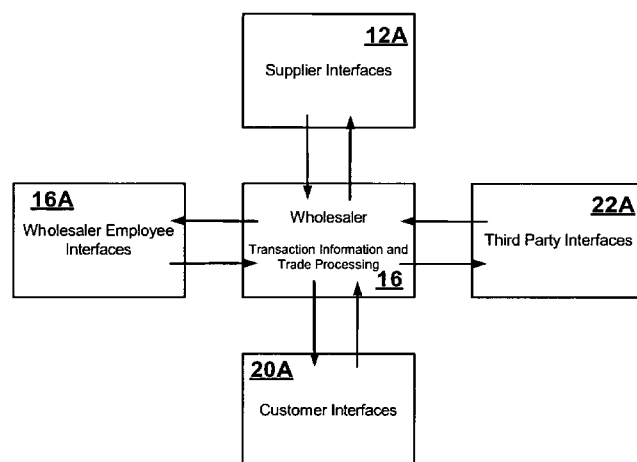 12A
Supplier Interfaces
16A
Wholesaler Employee
Interfaces
Wholesaler
Transaction Information and
Trade Processing
16
22A
Third Party Interfaces
20A
Customer Interfaces